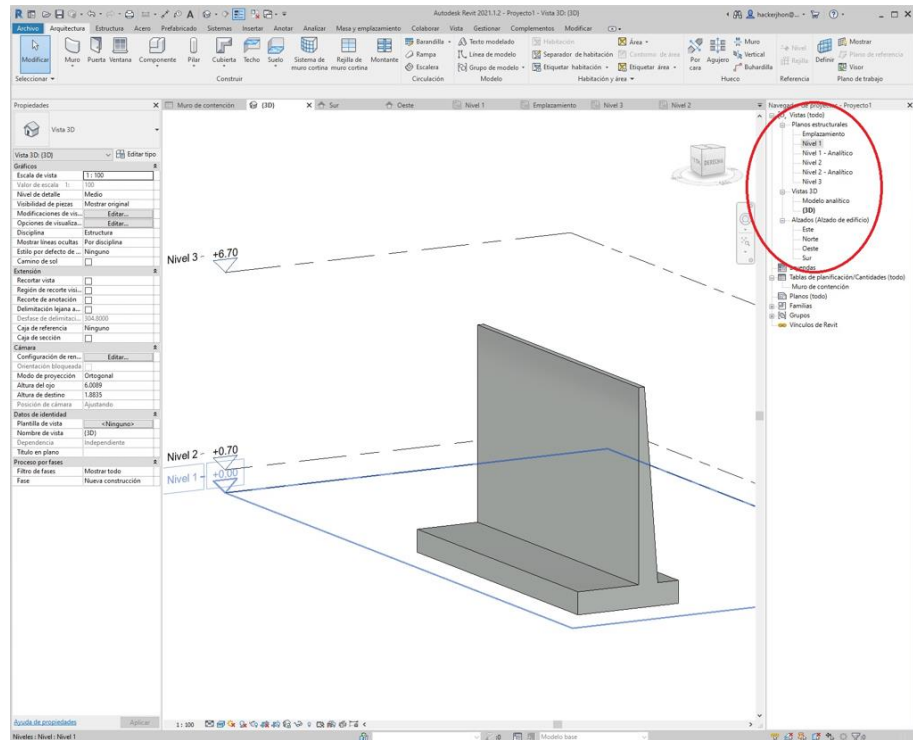 Autodesk Revit 2021.1.2 - Proyecto1 - Vista 3D: {3D}
hackerjhon@...
Archivo Arquitectura Estructura Acero Prefabricado Sistemas Insertar Anotar Analizar Masa y emplazamiento Colaborar Vista Gestionar Complementos Modificar
Modificar
Muro Puerta Ventana Componente Pilar Cubierta Techo Suelo Sistema de muro cortina Rejilla de muro cortina Montante
Barandilla
Rampa
Escalera
Texto modelado
Línea de modelo
Grupo de modelo
Habitación
Separador de habitación
Etiquetar habitación
Área
Contorno de área
Etiquetar área
Por cara
Agujero
Muro
Vertical
Buhardilla
Nivel
Rejilla
Definir
Mostrar
Plano de referencia
Visor
Seleccionar Construir Circulación Modelo Habitación y área Hueco Referencia Plano de trabajo
Propiedades
Muro de contención {3D} Sur Oeste Nivel 1 Emplazamiento Nivel 3 Nivel 2
Vista 3D
Vista 3D: {3D} Editar tipo
Gráficos
Escala de vista 1 : 100
Valor de escala 1: 100
Nivel de detalle Medio
Visibilidad de piezas Mostrar original
Modificaciones de vis... Editar...
Opciones de visualiza... Editar...
Disciplina Estructura
Mostrar líneas ocultas Por disciplina
Estilo por defecto de... Ninguno
Camino de sol
Extensión
Recortar vista
Región de recorte visi...
Recorte de anotación
Delimitación lejana a...
Desfase de delimitaci... 304.8000
Caja de referencia Ninguno
Caja de sección
Cámara
Configuración de ren... Editar...
Orientación bloqueada
Modo de proyección Ortogonal
Altura del ojo 6.0089
Altura de destino 1.8835
Posición de cámara Ajustando
Datos de identidad
Plantilla de vista <Ninguno>
Nombre de vista {3D}
Dependencia Independiente
Título en plano
Proceso por fases
Filtro de fases Mostrar todo
Fase Nueva construcción
Ayuda de propiedades Aplicar
Nivel 3 +6.70
Nivel 2 +0.70
Nivel 1 +0.00
Navegador de proyectos - Proyecto1
Vistas (todo)
Planos estructurales
Emplazamiento
Nivel 1
Nivel 1 - Analítico
Nivel 2
Nivel 2 - Analítico
Nivel 3
Vistas 3D
Modelo analítico
{3D}
Alzados (Alzado de edificio)
Este
Norte
Oeste
Sur
Leyendas
Tablas de planificación/Cantidades (todo)
Muro de contención
Planos (todo)
Familias
Grupos
Vínculos de Revit
1 : 100
Niveles : Nivel : Nivel 1
: 0
Modelo base